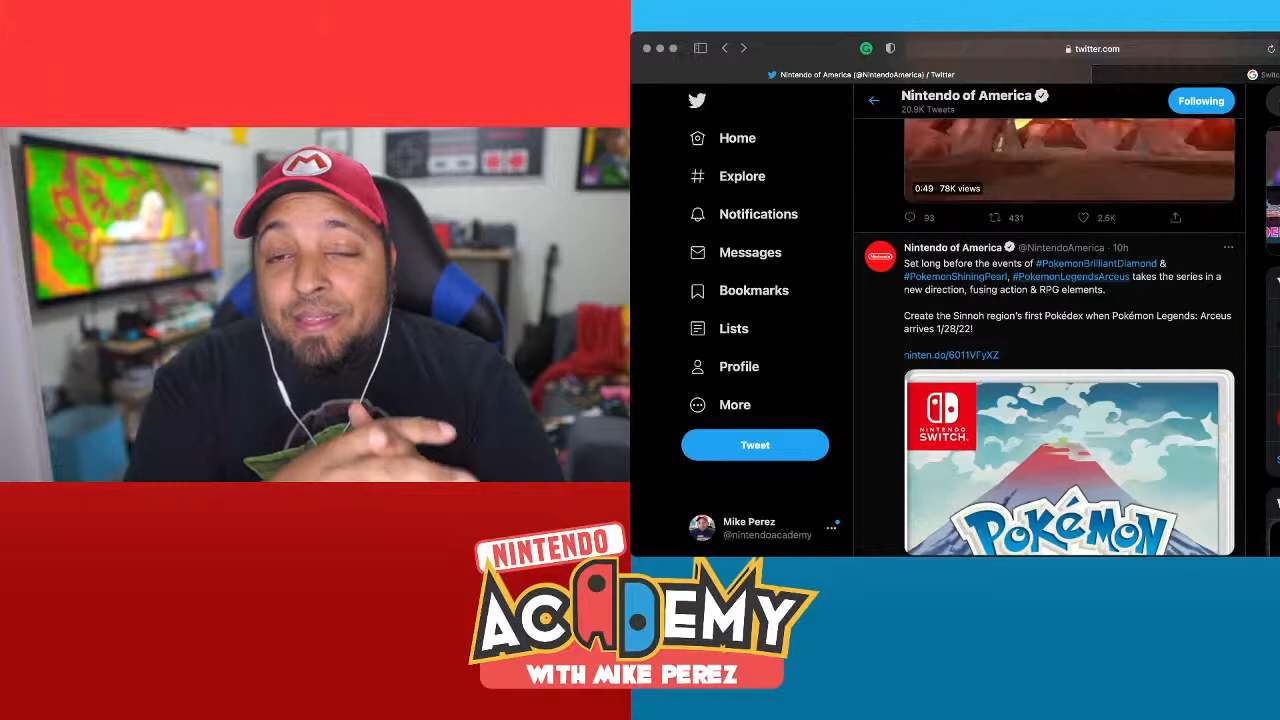 twitter.com
Nintendo of America (@NintendoAmerica) / Twitter
Nintendo of America
20.9K Tweets
Following
Home
Explore
Notifications
Messages
Bookmarks
Lists
Profile
More
Tweet
Mike Perez
@nintendoacademy
0:49 78K views
93 431 2.5K
Nintendo of America @NintendoAmerica · 10h
Set long before the events of #PokemonBrilliantDiamond &
#PokemonShiningPearl, #PokemonLegendsArceus takes the series in a
new direction, fusing action & RPG elements.
Create the Sinnoh region's first Pokédex when Pokémon Legends: Arceus
arrives 1/28/22!
ninten.do/6011VFyXZ
NINTENDO
SWITCH
POKéMON
M
NINTENDO
ACADEMY
WITH MIKE PEREZ